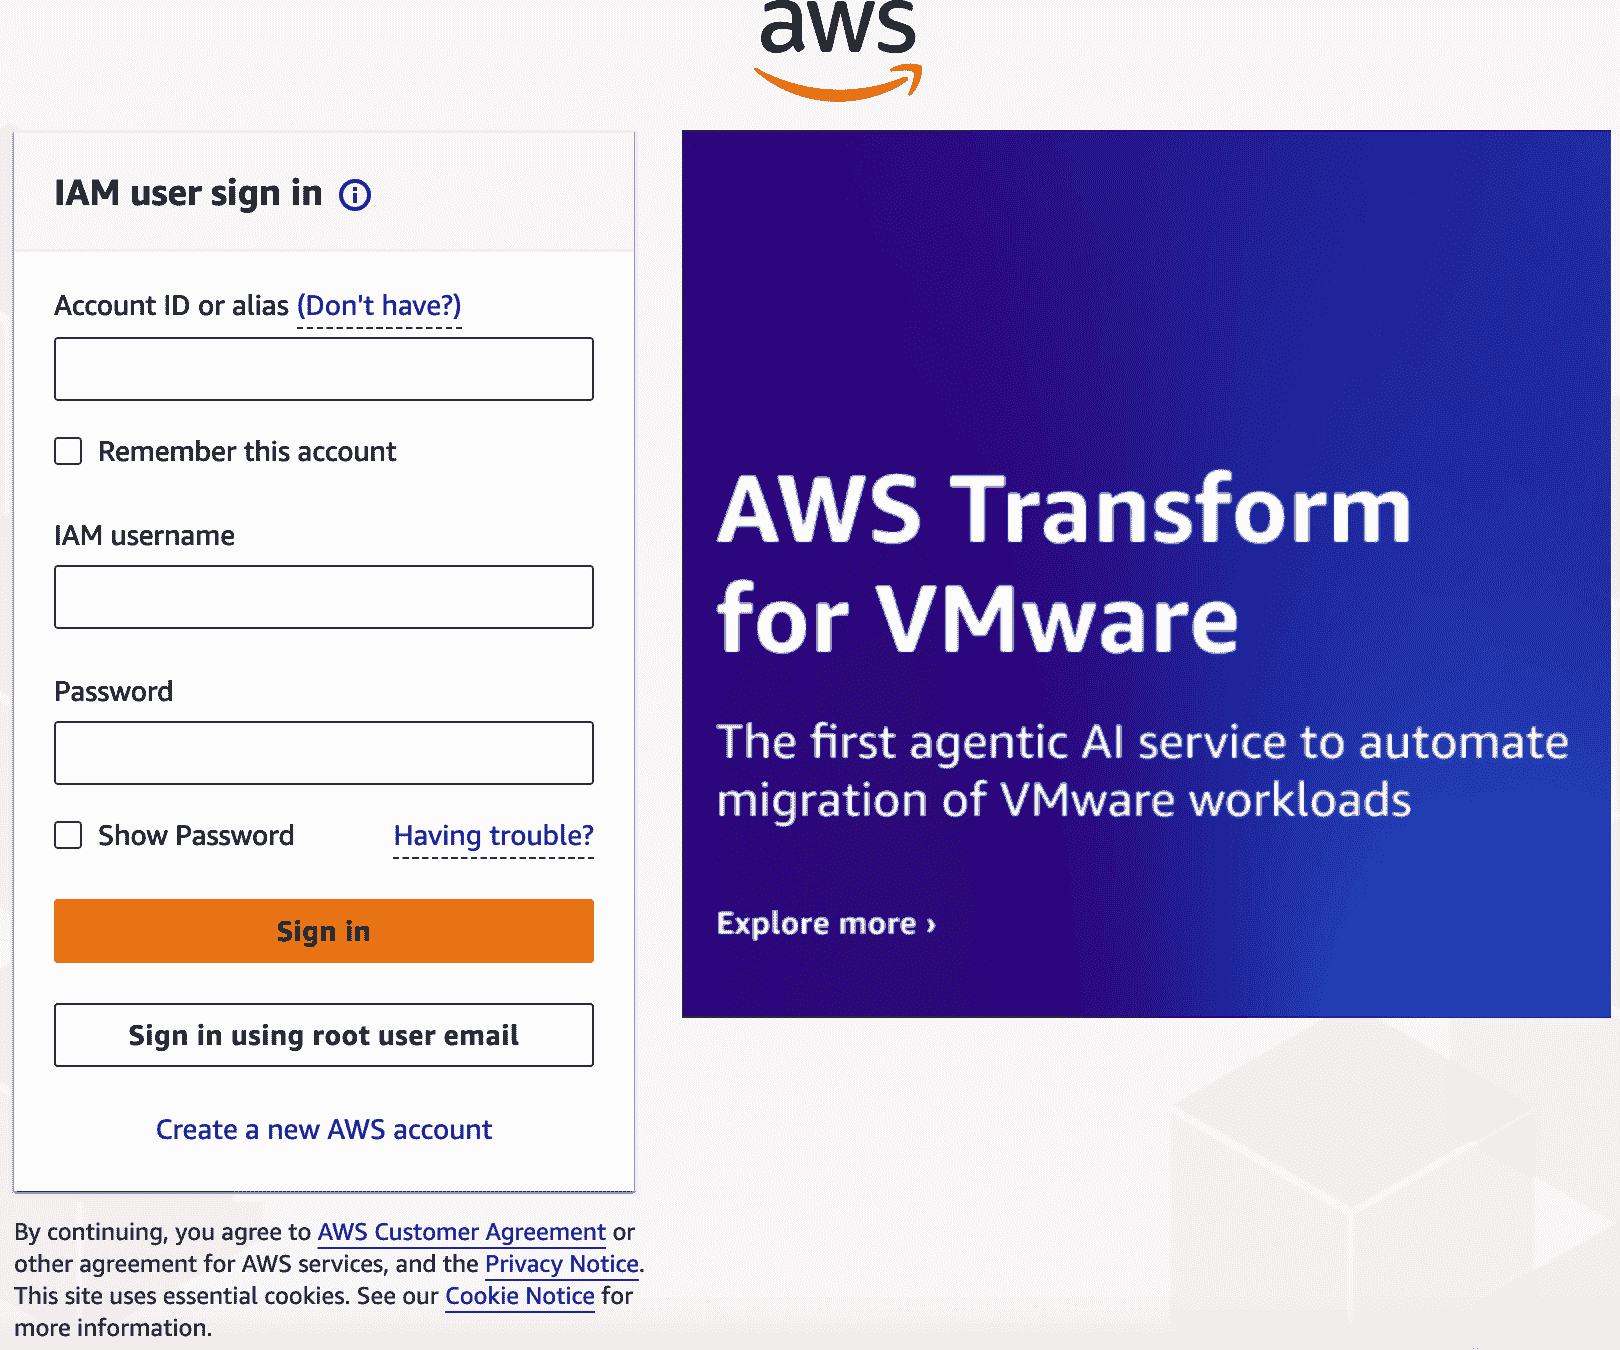 aws
IAM user sign in
Account ID or alias (Don't have?)
Remember this account
IAM username
Password
Show Password Having trouble?
Sign in
Sign in using root user email
Create a new AWS account
By continuing, you agree to AWS Customer Agreement or
other agreement for AWS services, and the Privacy Notice.
This site uses essential cookies. See our Cookie Notice for
more information.
AWS Transform
for VMware
The first agentic AI service to automate
migration of VMware workloads
Explore more ›